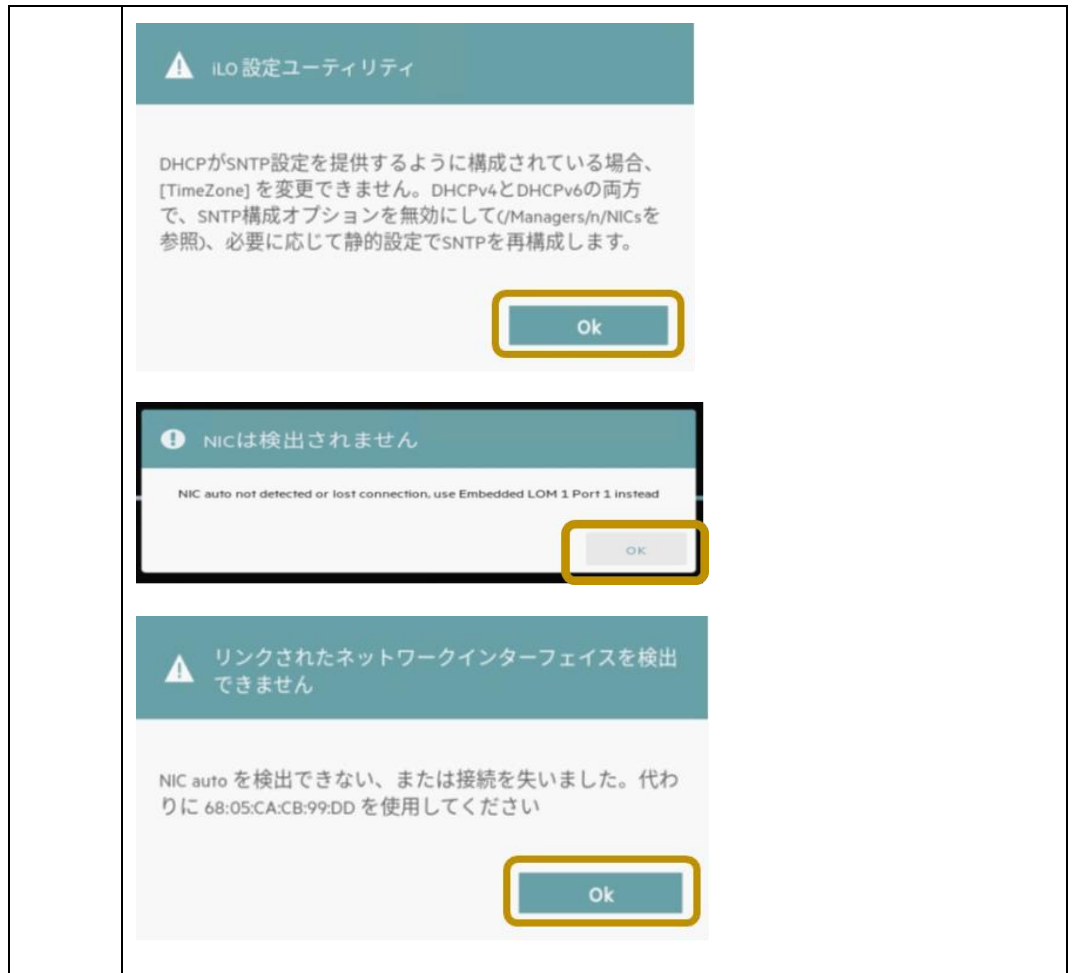 iLO 設定ユーティリティ
DHCPがSNTP設定を提供するように構成されている場合、
[TimeZone] を変更できません。DHCPv4とDHCPv6の両方
で、SNTP構成オプションを無効にして(/Managers/n/NICsを
参照)、必要に応じて静的設定でSNTPを再構成します。
Ok
NICは検出されません
NIC auto not detected or lost connection, use Embedded LOM 1 Port 1 instead
OK
リンクされたネットワークインターフェイスを検出
できません
NIC auto を検出できない、または接続を失いました。代わ
りに 68:05:CA:CB:99:DD を使用してください
Ok